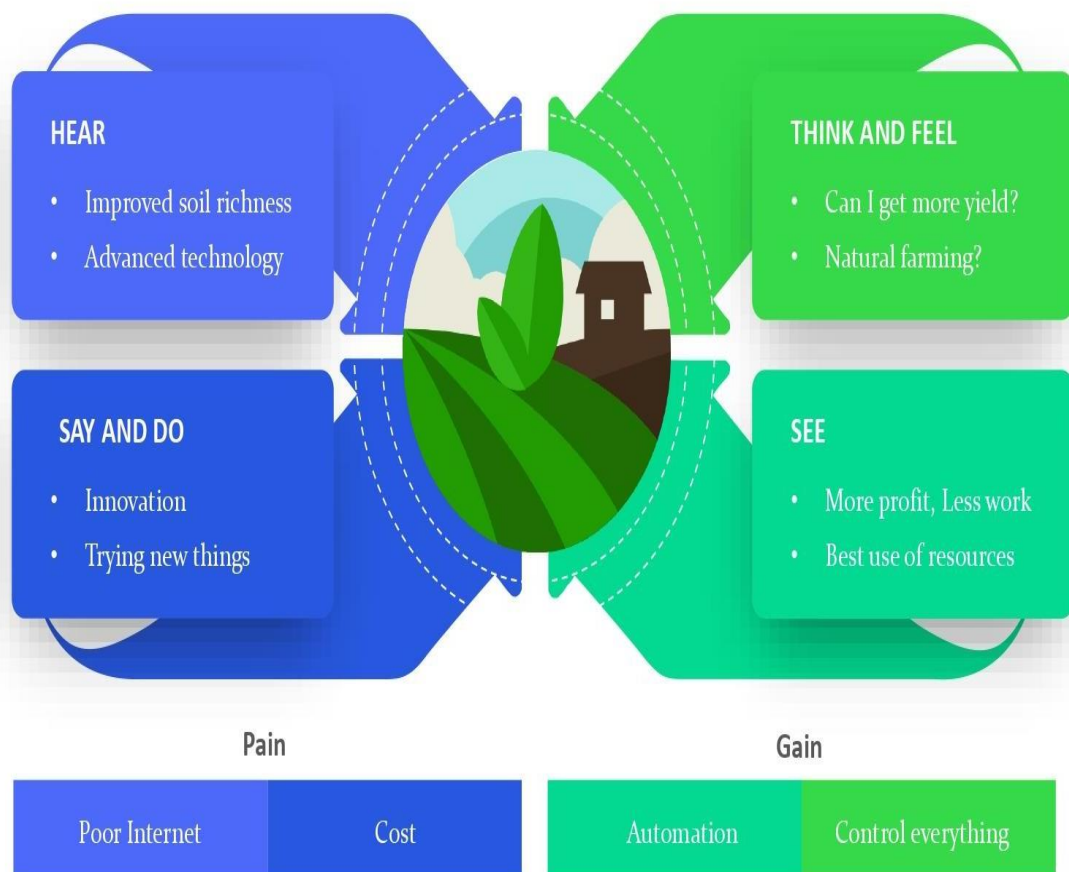 HEAR
• Improved soil richness
• Advanced technology
THINK AND FEEL
• Can I get more yield?
• Natural farming?
SAY AND DO
• Innovation
• Trying new things
SEE
• More profit, Less work
• Best use of resources
Pain
Poor Internet
Cost
Gain
Automation
Control everything